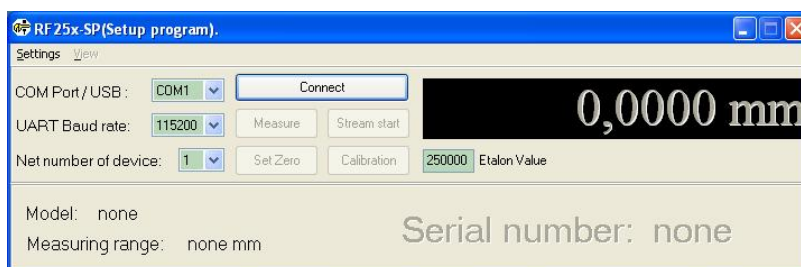 RF25x-SP(Setup program).
Settings View
COM Port / USB : COM1 Connect
0,0000 mm
UART Baud rate: 115200 Measure Stream start
Net number of device: 1 Set Zero Calibration 250000 Etalon Value
Model: none
Serial number: none
Measuring range: none mm